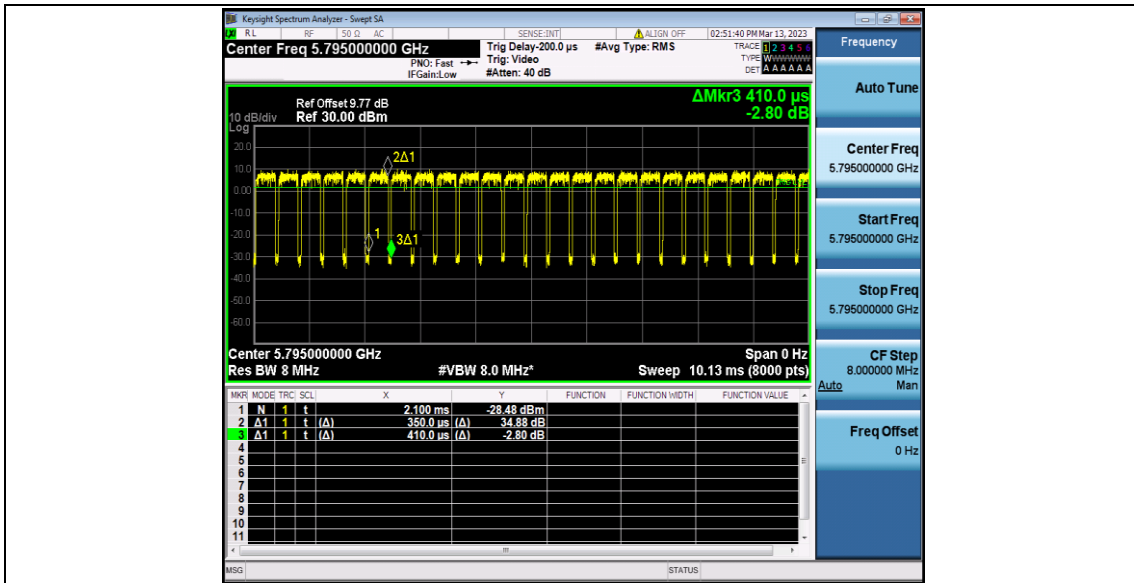 Keysight Spectrum Analyzer - Swept SA
RL RF 50 Ω AC SENSE:INT ALIGN OFF 02:51:40 PM Mar 13, 2023
Center Freq 5.795000000 GHz
PNO: Fast
IFGain:Low
Trig Delay-200.0 µs
Trig: Video
#Atten: 40 dB
#Avg Type: RMS
TRACE 1 2 3 4 5 6
TYPE WWWWWW
DET A A A A A A
Frequency
Auto Tune
Center Freq
5.795000000 GHz
Start Freq
5.795000000 GHz
Stop Freq
5.795000000 GHz
CF Step
8.000000 MHz
Auto Man
Freq Offset
0 Hz
ΔMkr3 410.0 µs
-2.80 dB
Ref Offset 9.77 dB
10 dB/div Ref 30.00 dBm
Log
20.0
10.0
0.00
-10.0
-20.0
-30.0
-40.0
-50.0
-60.0
2Δ1
1
3Δ1
Center 5.795000000 GHz Span 0 Hz
Res BW 8 MHz #VBW 8.0 MHz* Sweep 10.13 ms (8000 pts)
MKR MODE TRC SCL X Y FUNCTION FUNCTION WIDTH FUNCTION VALUE
1 N 1 t 2.100 ms -28.48 dBm
2 Δ1 1 t (Δ) 350.0 µs (Δ) 34.88 dB
3 Δ1 1 t (Δ) 410.0 µs (Δ) -2.80 dB
4
5
6
7
8
9
10
11
MSG STATUS